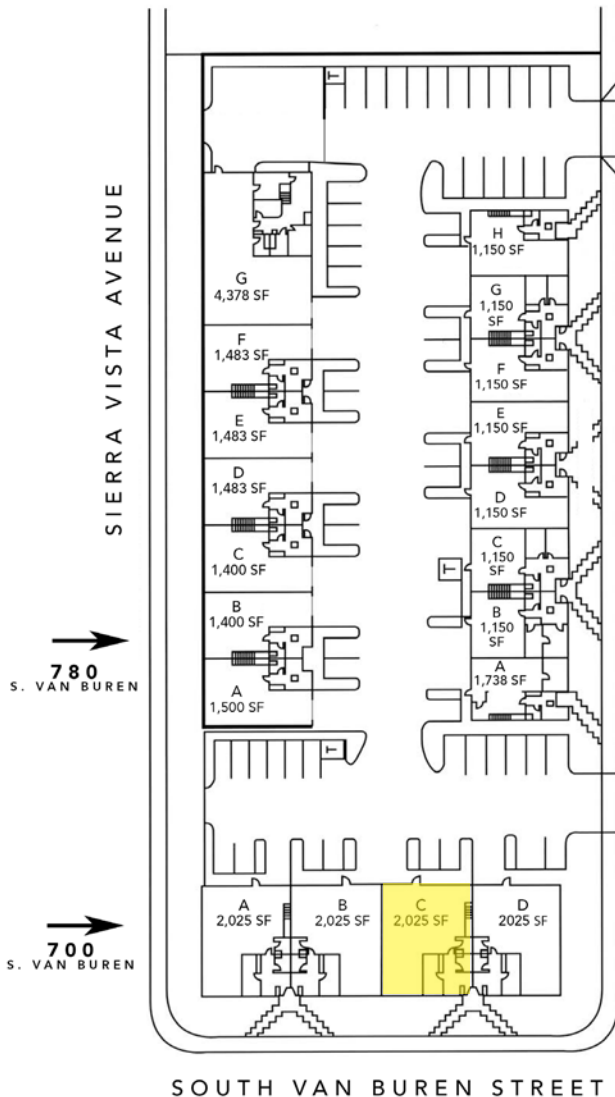 SIERRA VISTA AVENUE
T
G
4,378 SF
F
1,483 SF
E
1,483 SF
D
1,483 SF
C
1,400 SF
B
1,400 SF
A
1,500 SF
780
S. VAN BUREN
H
1,150 SF
G
1,150
SF
F
1,150 SF
E
1,150 SF
D
1,150 SF
C
1,150
SF
T
B
1,150
SF
A
1,738 SF
T
A
2,025 SF
B
2,025 SF
C
2,025 SF
D
2025 SF
700
S. VAN BUREN
SOUTH VAN BUREN STREET